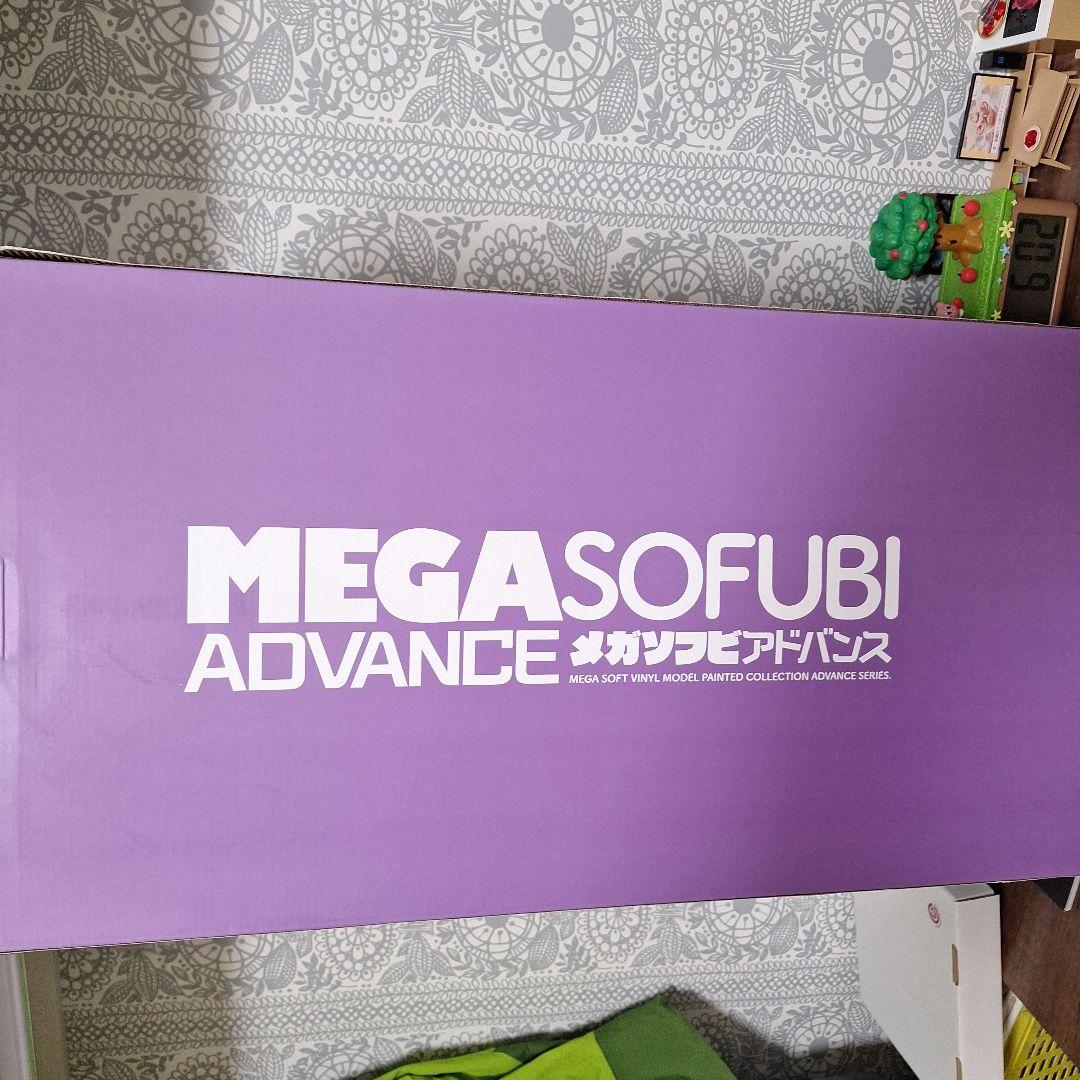 MEGASOFUBI
ADVANCE メガソフビアドバンス
MEGA SOFT VINYL MODEL PAINTED COLLECTION ADVANCE SERIES.